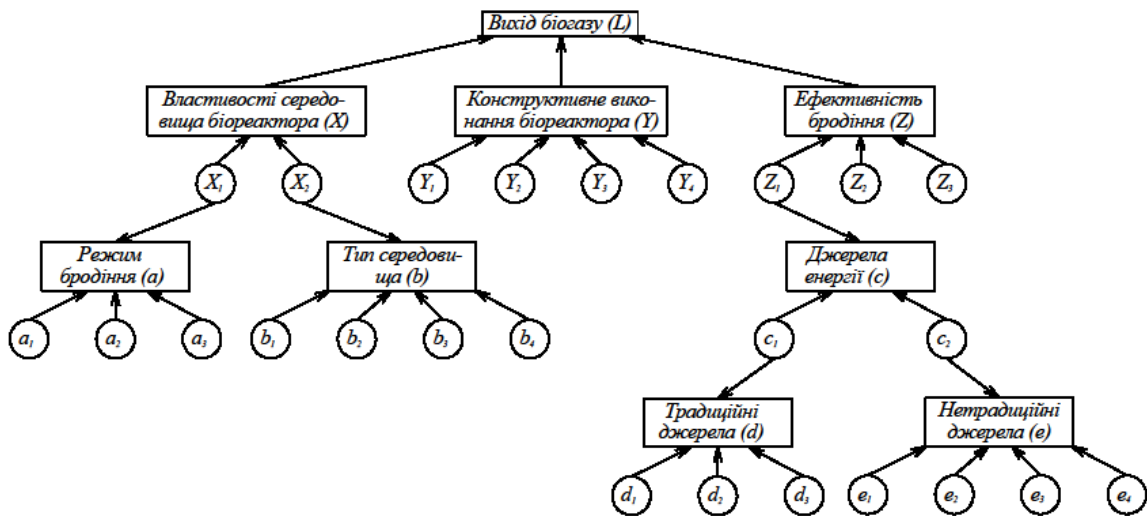 Вихід біогазу (L)
Властивості середо-
вища біореактора (X)
Конструктивне вико-
нання біореактора (Y)
Ефективність
бродіння (Z)
X₁
X₂
Y₁
Y₂
Y₃
Y₄
Z₁
Z₂
Z₃
Режим
бродіння (a)
Тип середови-
ща (b)
Джерела
енергії (c)
a₁
a₂
a₃
b₁
b₂
b₃
b₄
c₁
c₂
Традиційні
джерела (d)
Нетрадиційні
джерела (e)
d₁
d₂
d₃
e₁
e₂
e₃
e₄